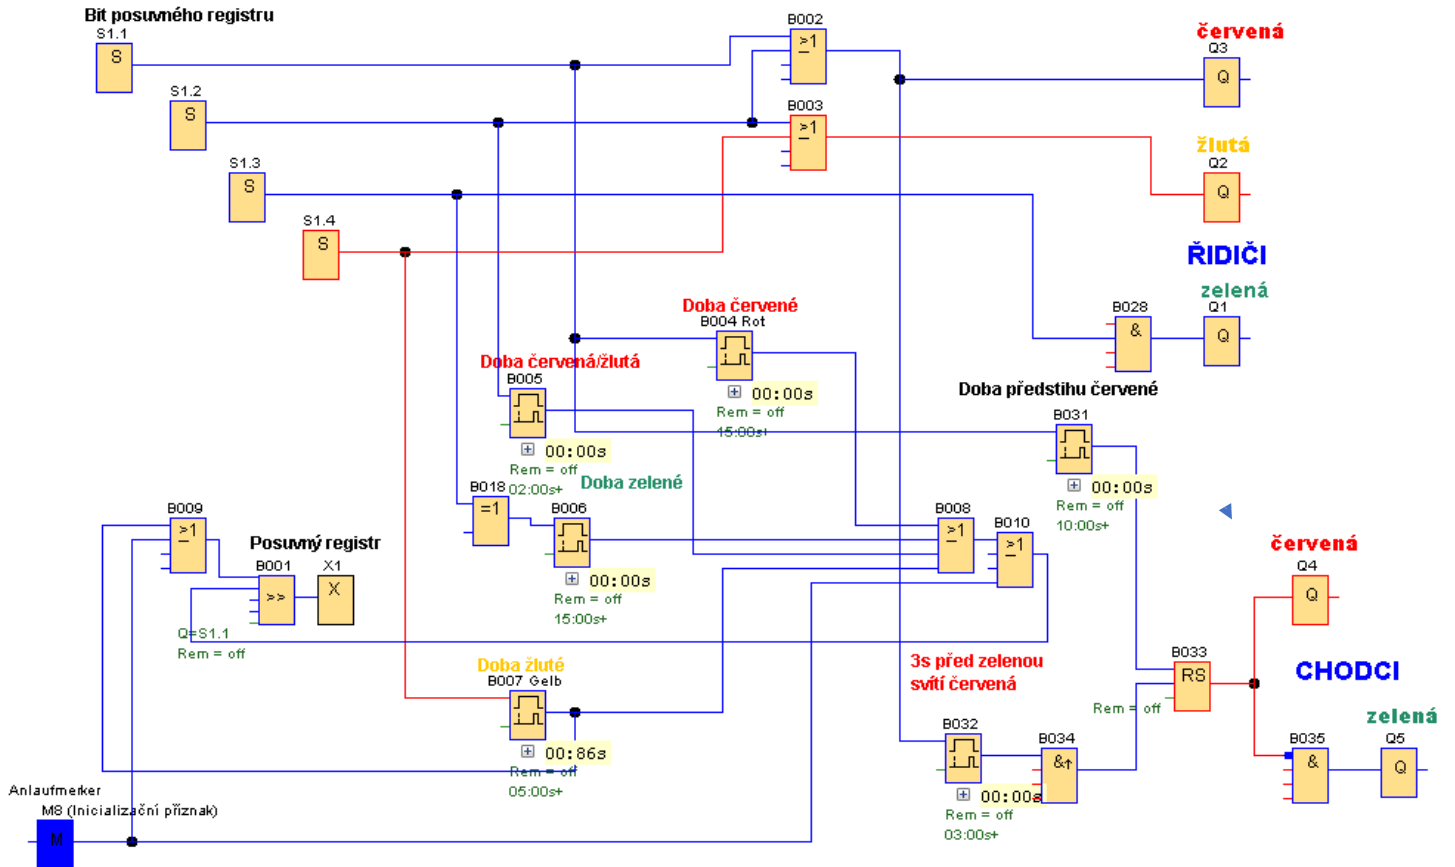 Bit posuvného registru
S1.1
S
B002
>1
červená
Q3
Q
S1.2
S
B003
>1
žlutá
Q2
Q
S1.3
S
S1.4
S
ŘIDIČI
zelená
Q1
Q
B028
&
Doba červené
B004 Rot
00:00s
Rem = off
15:00s+
Doba červená/žlutá
B005
00:00s
Rem = off
02:00s+
Doba předstihu červené
B031
00:00s
Rem = off
10:00s+
Doba zelené
B018
=1
B006
00:00s
Rem = off
15:00s+
B008
>1
B010
>1
B009
>1
Posuvný registr
B001
>>
X1
X
Q=S1.1
Rem = off
červená
Q4
Q
Doba žluté
B007 Gelb
00:86s
Rem = off
05:00s+
3s před zelenou
svítí červená
B033
RS
Rem = off
CHODCI
zelená
B032
00:00s
Rem = off
03:00s+
B034
&↑
B035
&
Q5
Q
Anlaufmerker
M8 (Inicializační příznak)
M